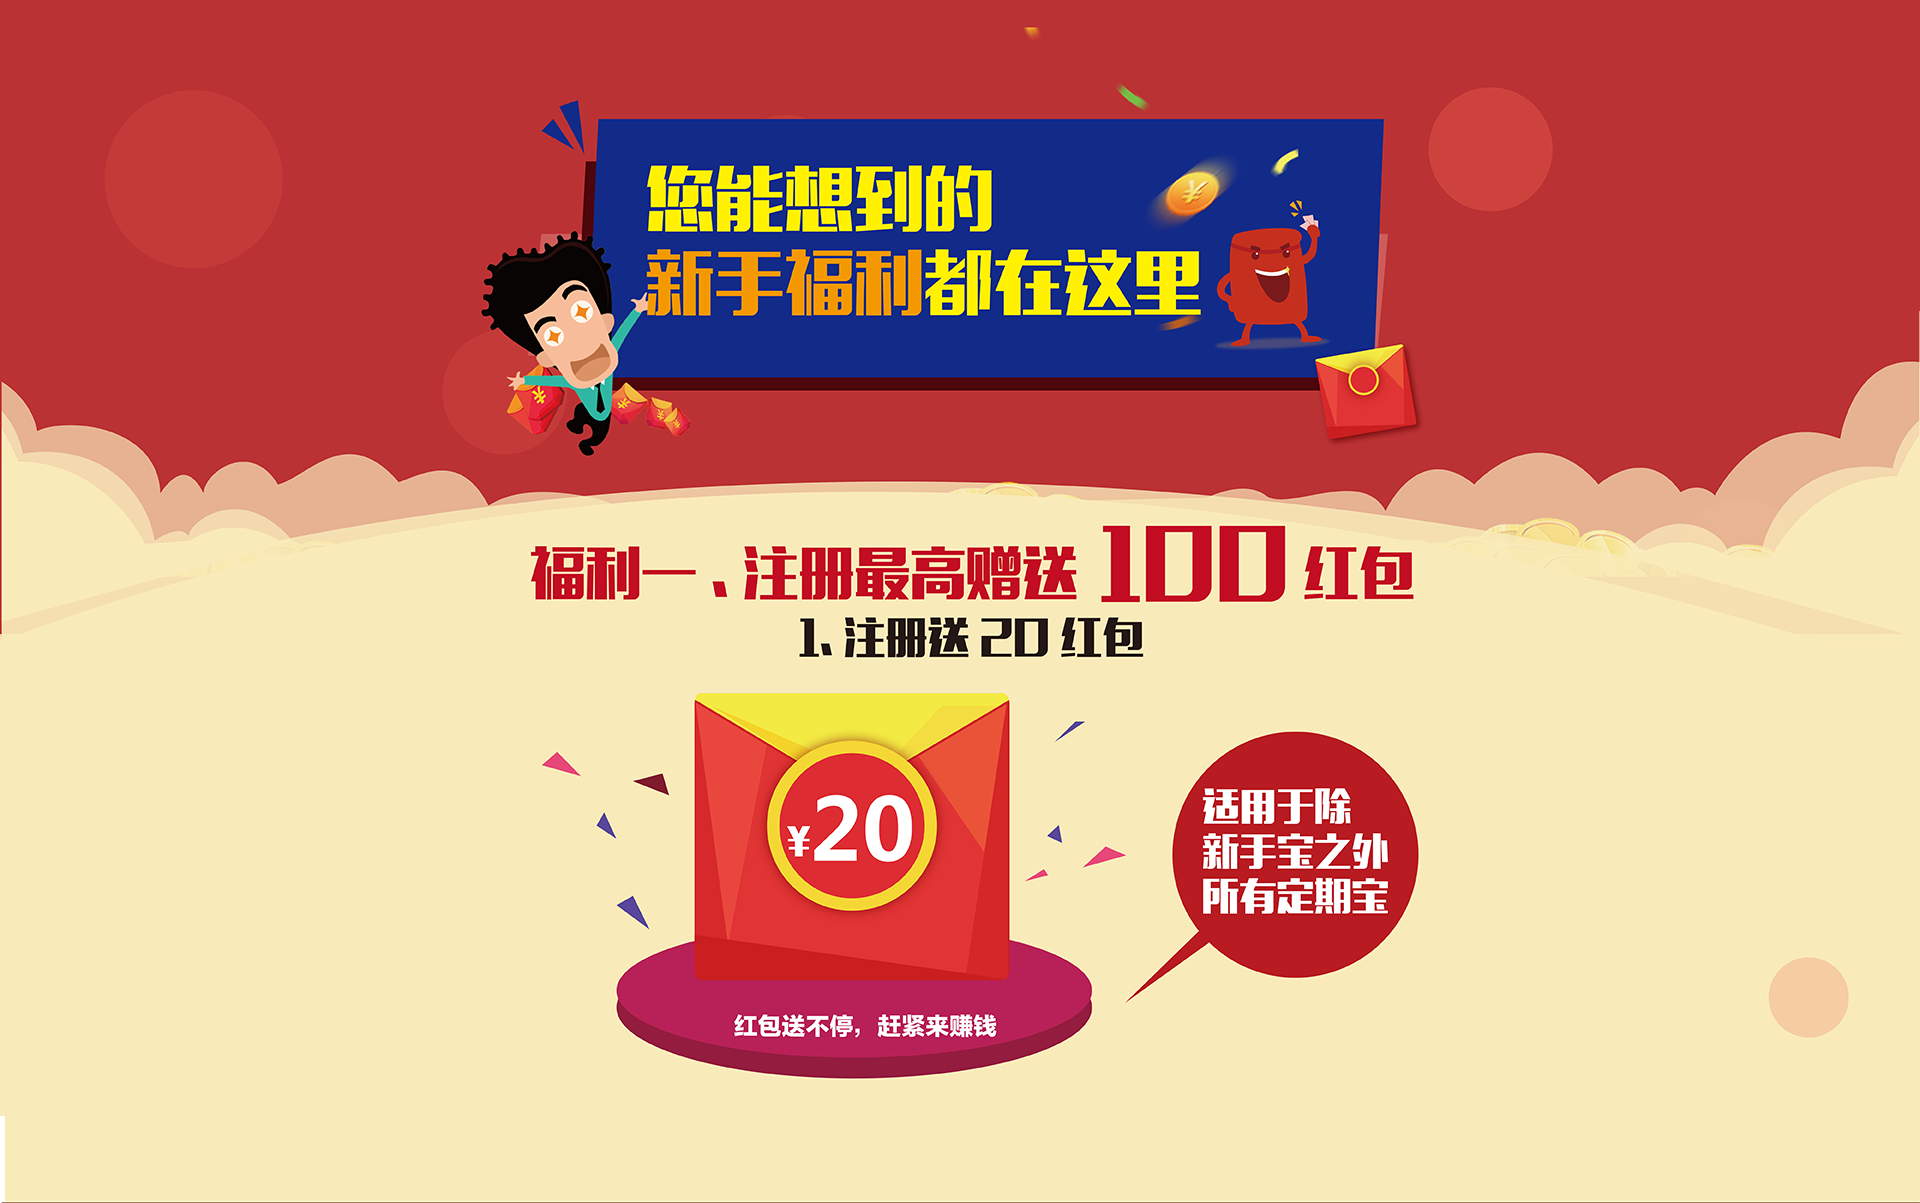 您能想到的
新手福利都在这里
福利一、注册最高赠送 100 红包
1、注册送 20 红包
¥20
适用于除
新手宝之外
所有定期宝
红包送不停，赶紧来赚钱